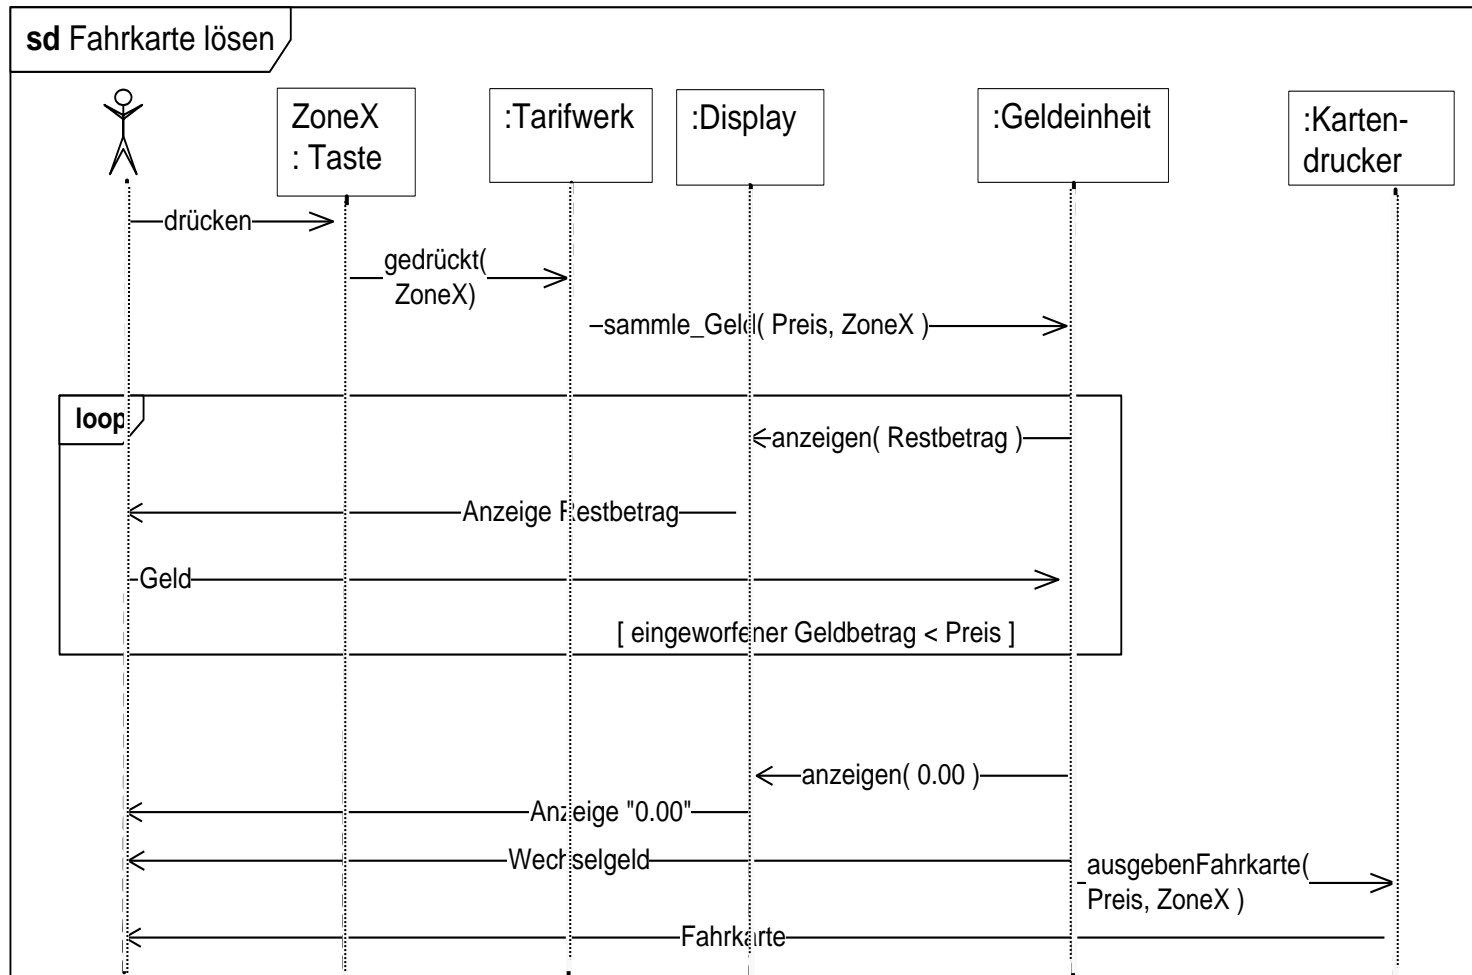 sd Fahrkarte lösen
ZoneX
: Taste
:Tarifwerk
:Display
:Geldeinheit
:Karten-
drucker
drücken
gedrückt(
ZoneX)
sammle_Geld( Preis, ZoneX )
loop
anzeigen( Restbetrag )
Anzeige Restbetrag
Geld
[ eingeworfener Geldbetrag < Preis ]
anzeigen( 0.00 )
Anzeige "0.00"
Wechselgeld
ausgebenFahrkarte(
Preis, ZoneX )
Fahrkarte